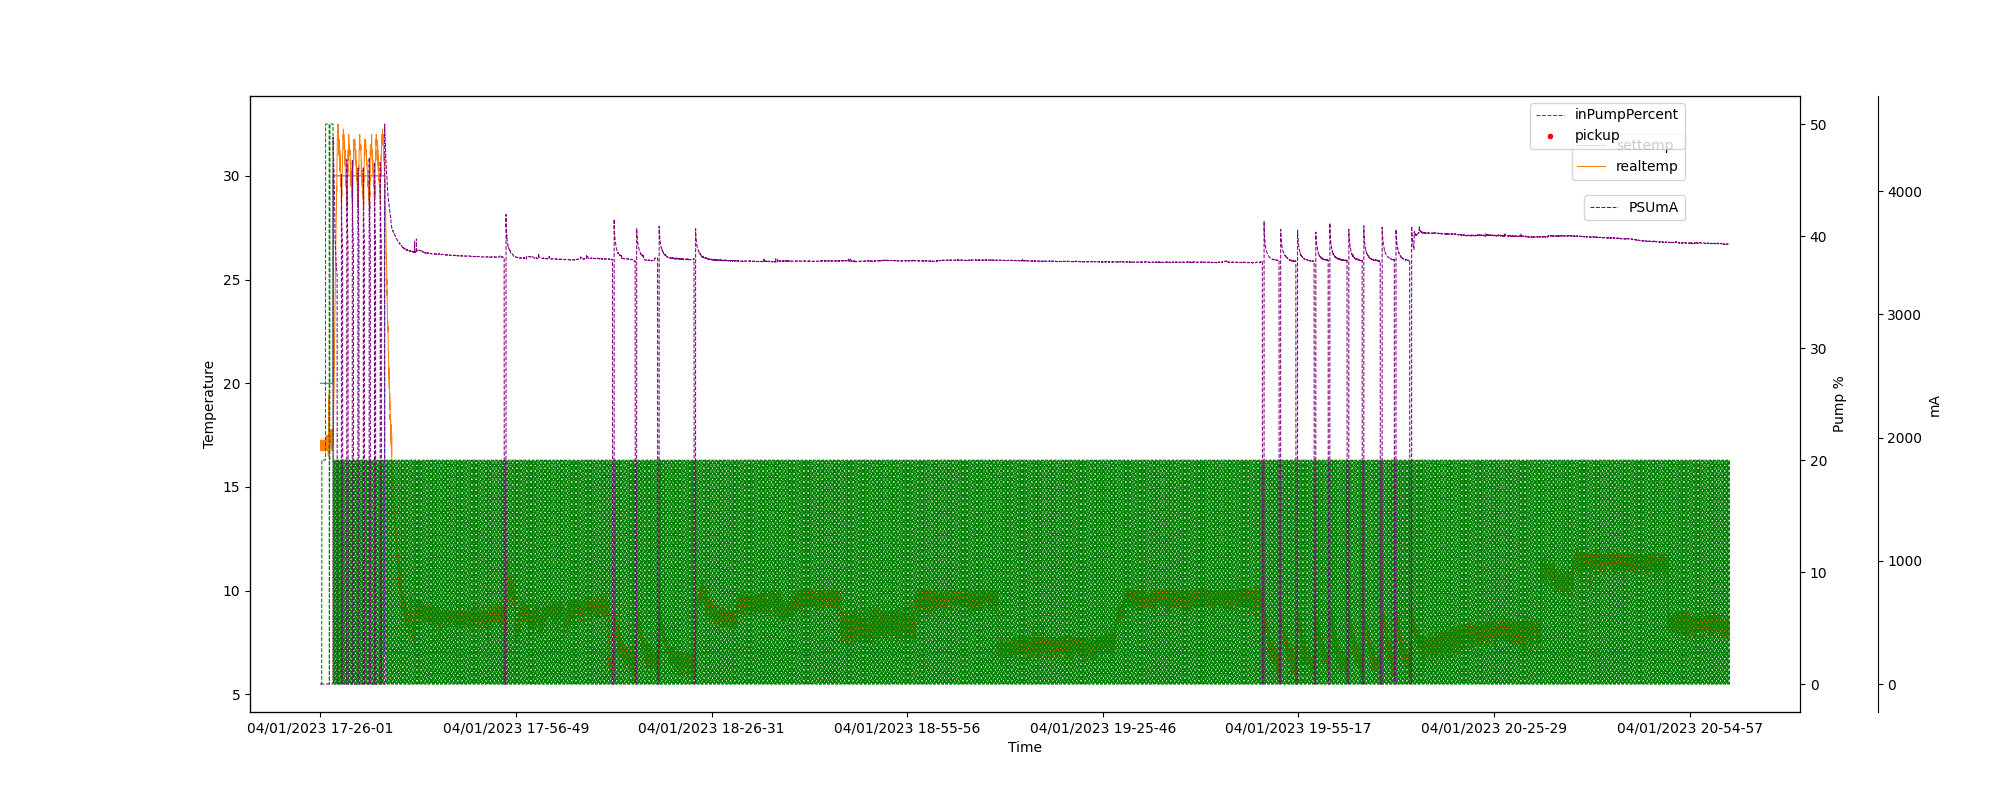 inPumpPercent
pickup
settemp
realtemp
PSUmA
30
25
20
15
10
5
Temperature
50
40
30
20
10
0
Pump %
4000
3000
2000
1000
0
mA
04/01/2023 17-26-01
04/01/2023 17-56-49
04/01/2023 18-26-31
04/01/2023 18-55-56
04/01/2023 19-25-46
04/01/2023 19-55-17
04/01/2023 20-25-29
04/01/2023 20-54-57
Time